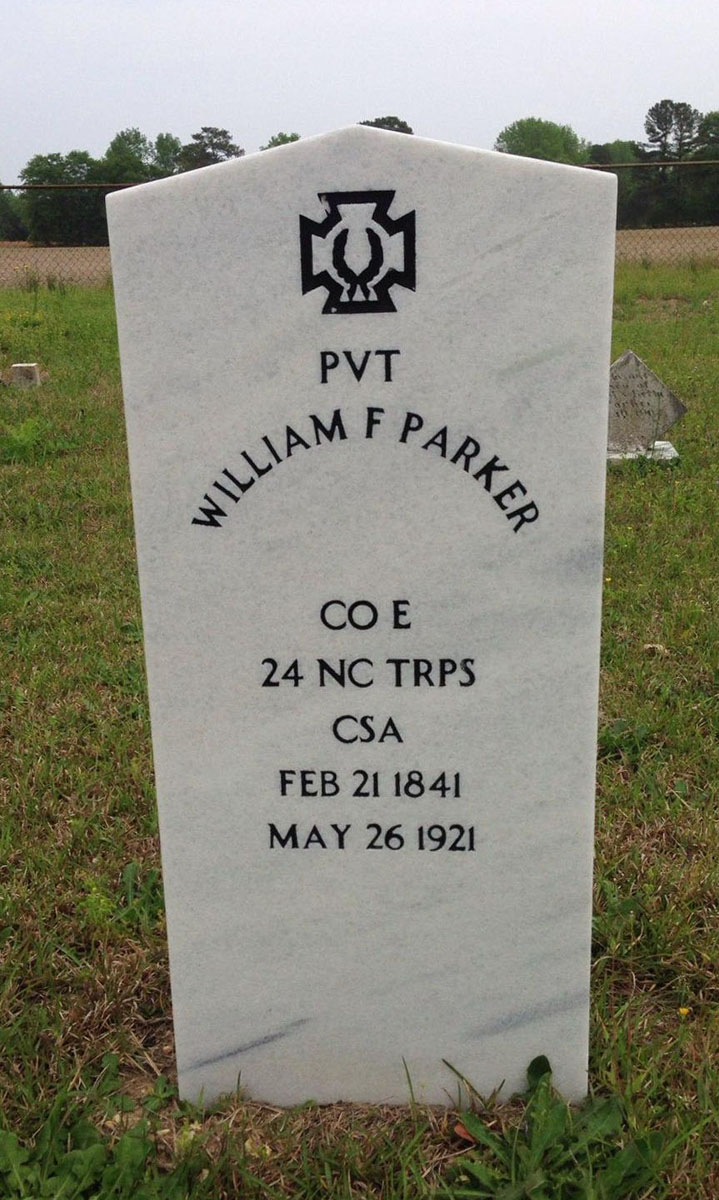 PVT
WILLIAM F PARKER
CO E
24 NC TRPS
CSA
FEB 21 1841
MAY 26 1921